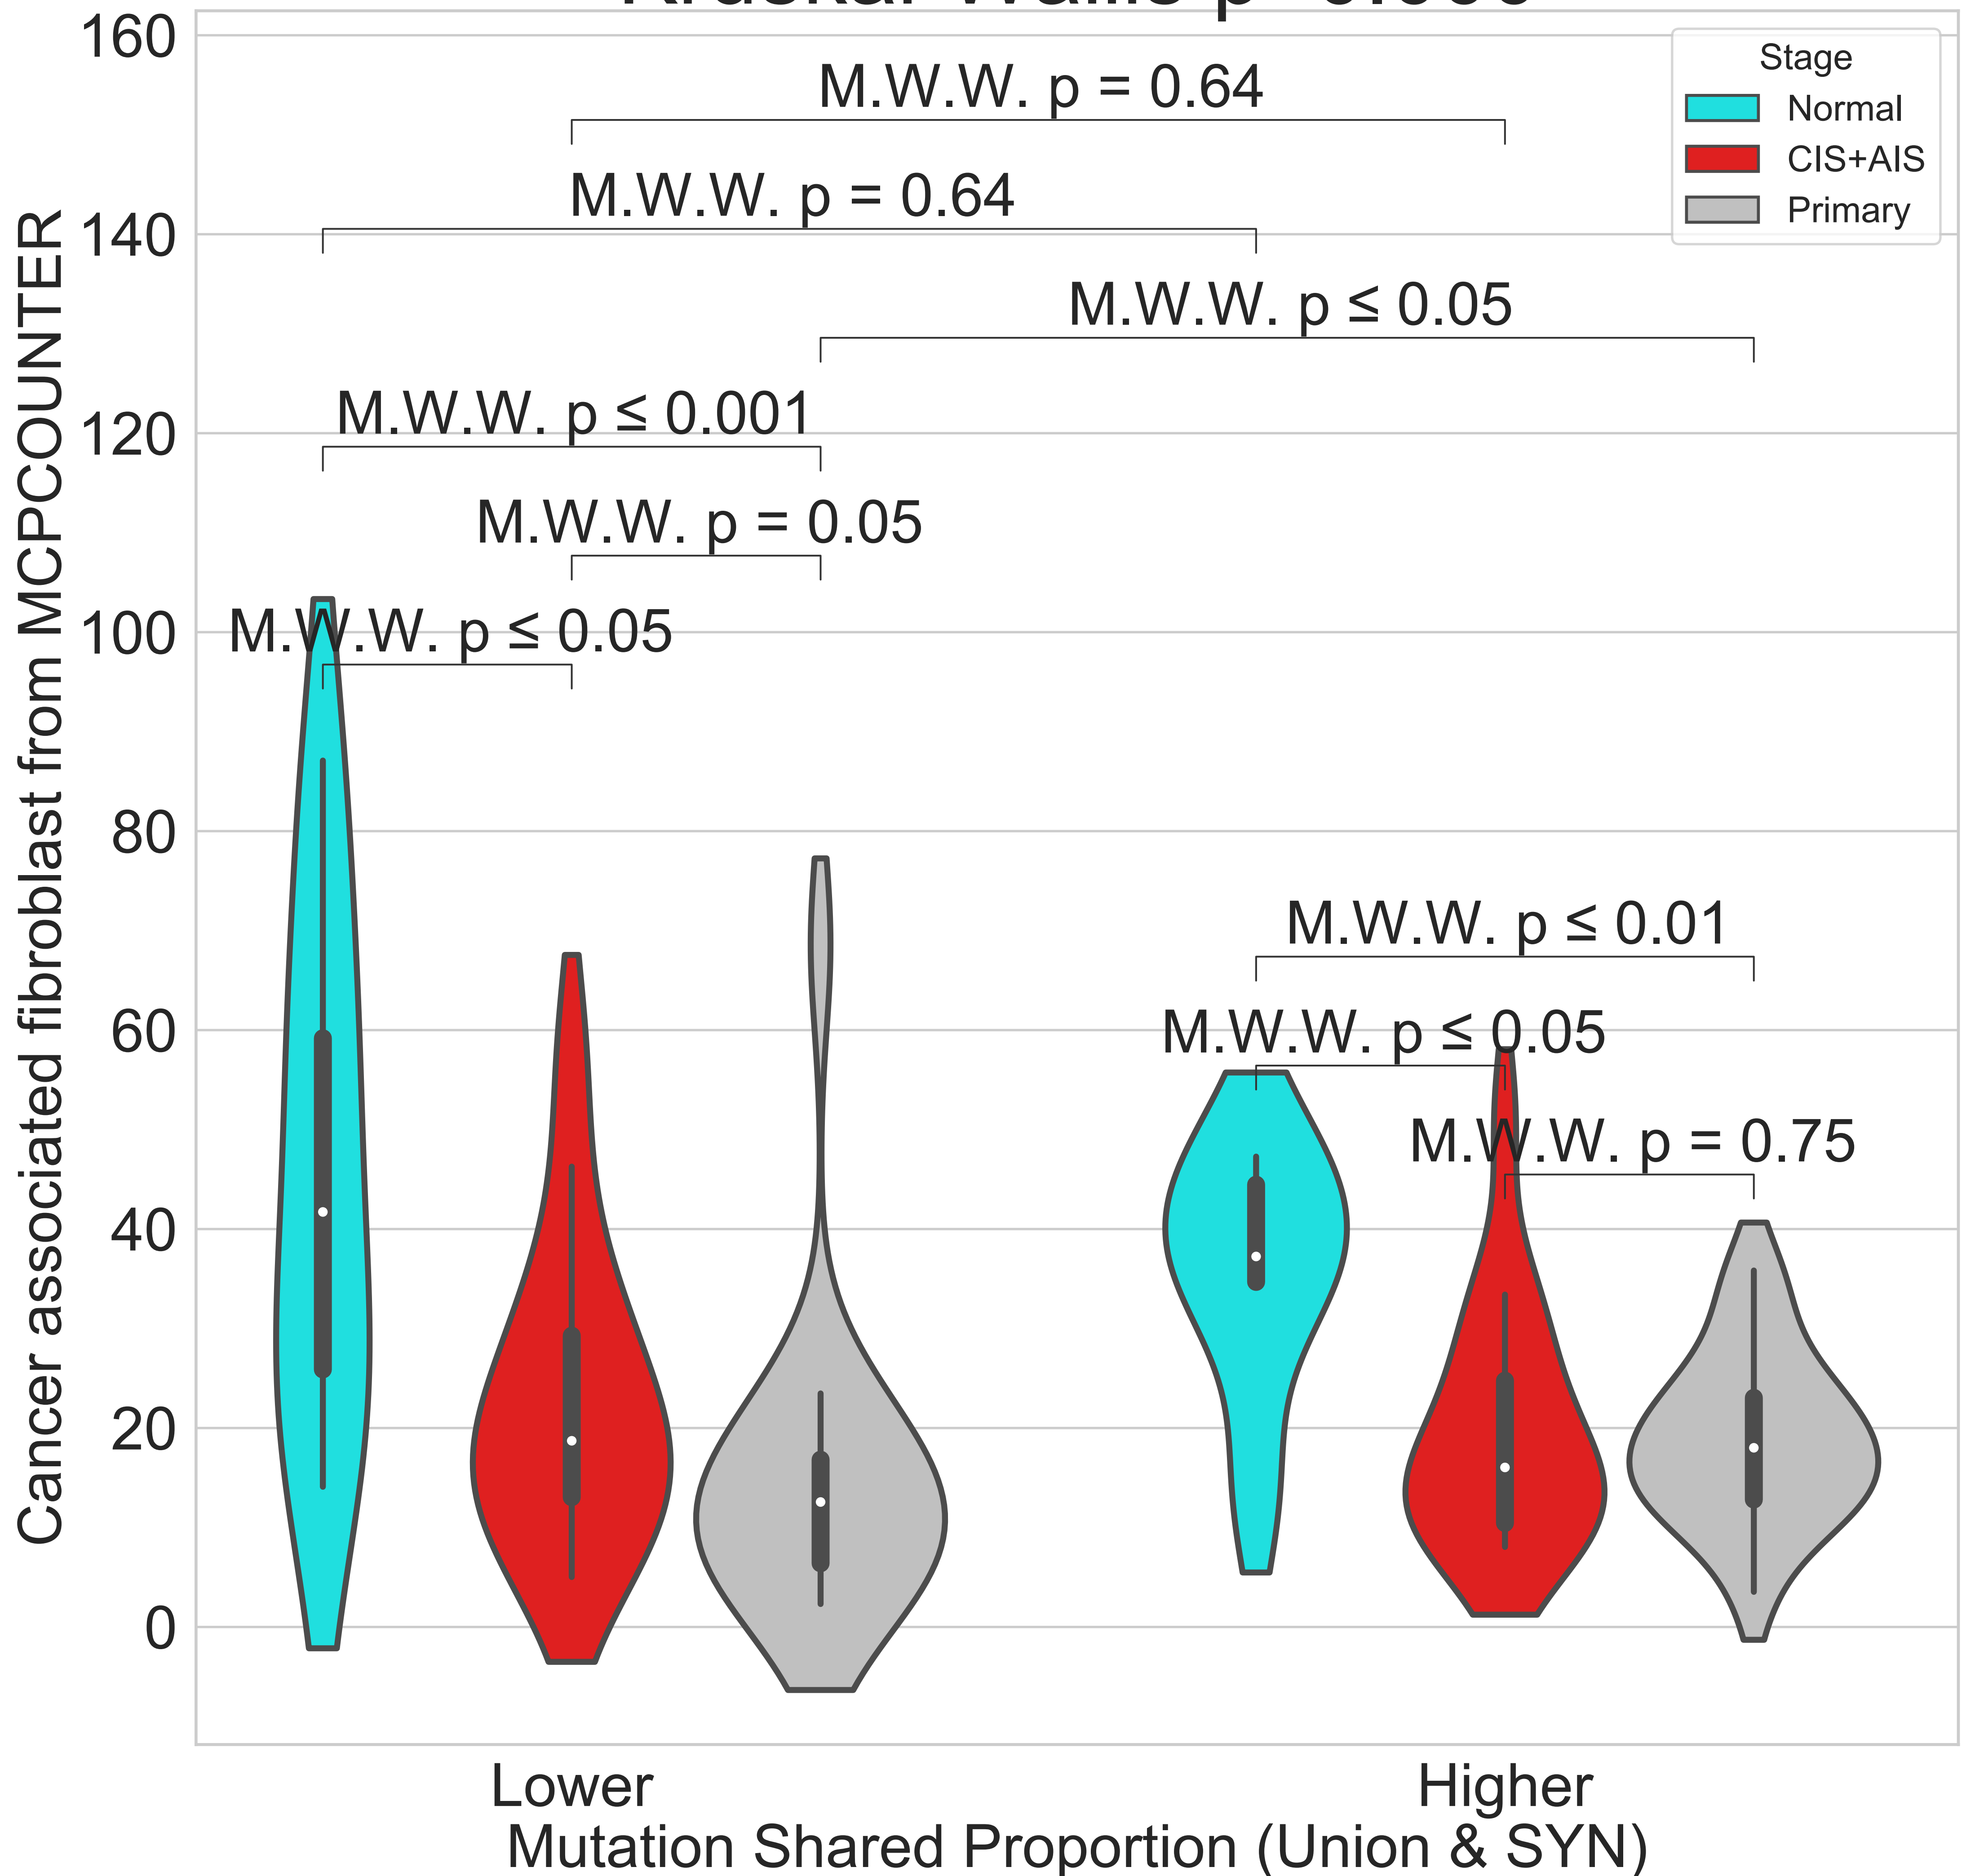 160
M.W.W. p = 0.64
Stage
Normal
CIS+AIS
Primary
M.W.W. p = 0.64
140
M.W.W. p ≤ 0.05
M.W.W. p ≤ 0.001
120
M.W.W. p = 0.05
100
M.W.W. p ≤ 0.05
80
M.W.W. p ≤ 0.01
60
M.W.W. p ≤ 0.05
M.W.W. p = 0.75
40
20
0
Cancer associated fibroblast from MCPCOUNTER
Lower
Higher
Mutation Shared Proportion (Union & SYN)